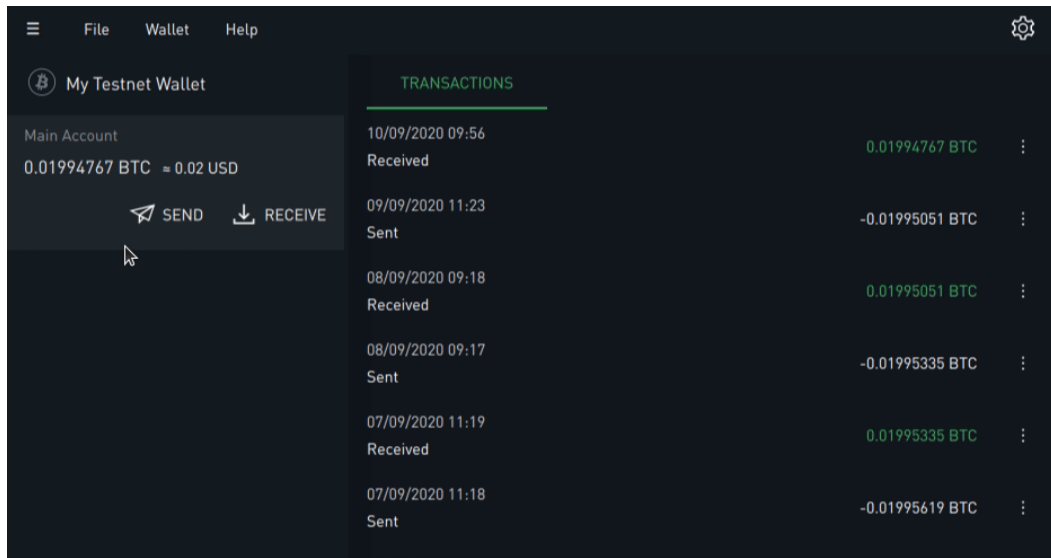 File Wallet Help
My Testnet Wallet
Main Account
0.01994767 BTC ≈ 0.02 USD
SEND RECEIVE
TRANSACTIONS
10/09/2020 09:56
Received
0.01994767 BTC
09/09/2020 11:23
Sent
-0.01995051 BTC
08/09/2020 09:18
Received
0.01995051 BTC
08/09/2020 09:17
Sent
-0.01995335 BTC
07/09/2020 11:19
Received
0.01995335 BTC
07/09/2020 11:18
Sent
-0.01995619 BTC